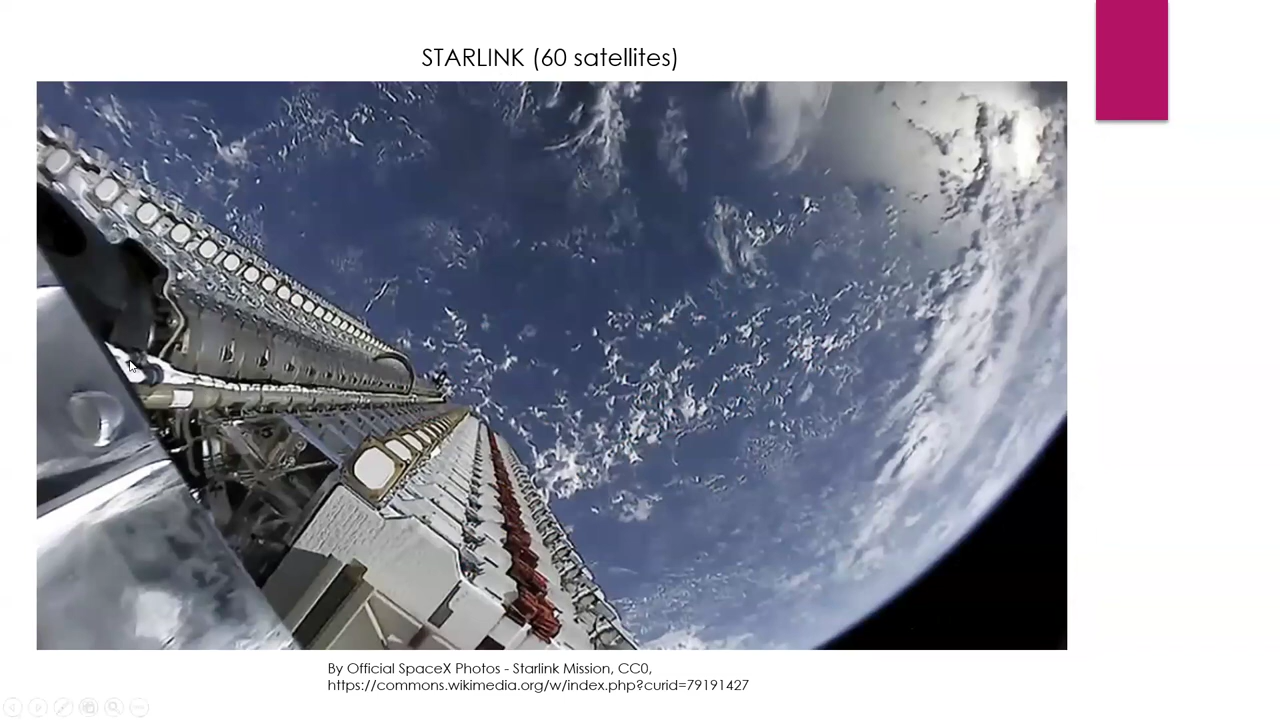 STARLINK (60 satellites)
By Official SpaceX Photos - Starlink Mission, CC0,
https://commons.wikimedia.org/w/index.php?curid=79191427